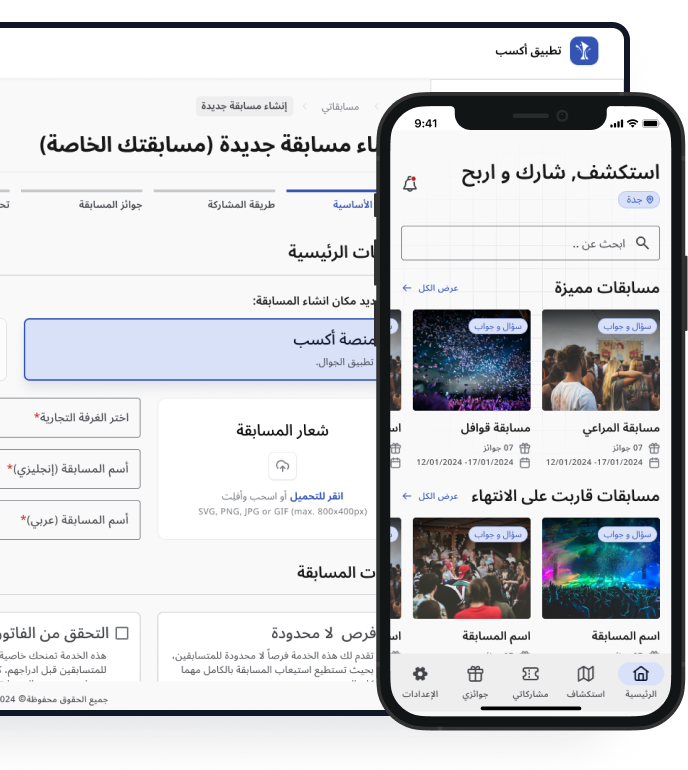 تطبيق أكسب
مسابقاتي
إنشاء مسابقة جديدة
اء مسابقة جديدة (مسابقتك الخاصة)
الأساسية
طريقة المشاركة
جوائز المسابقة
تح
ات الرئيسية
ديد مكان انشاء المسابقة:
منصة أكسب
تطبيق الجوال.
شعار المسابقة
انقر للتحميل أو اسحب وأفلِت
SVG, PNG, JPG or GIF (max. 800x400px)
اختر الغرفة التجارية*
أسم المسابقة (إنجليزي)*
أسم المسابقة (عربي)*
ت المسابقة
فرص لا محدودة
تقدم لك هذه الخدمة فرصاً لا محدودة للمتسابقين،
بحيث تستطيع استيعاب المسابقة بالكامل مهما
التحقق من الفاتور
هذه الخدمة تمنحك خاصية
للمتسابقين قبل ادراجهم، ك
جميع الحقوق محفوظة© 024
9:41
استكشف, شارك و اربح
جدة
ابحث عن ..
مسابقات مميزة
عرض الكل
سؤال و جواب
سؤال و جواب
مسابقة المراعي
مسابقة قوافل
اس
07 جوائز
07 جوائز
12/01/2024 -17/01/2024
12/01/2024 -17/01/2024
مسابقات قاربت على الانتهاء
عرض الكل
سؤال و جواب
سؤال و جواب
اسم المسابقة
اسم المسابقة
اس
الرئيسية
استكشاف
مشاركاتي
جوائزي
الإعدادات